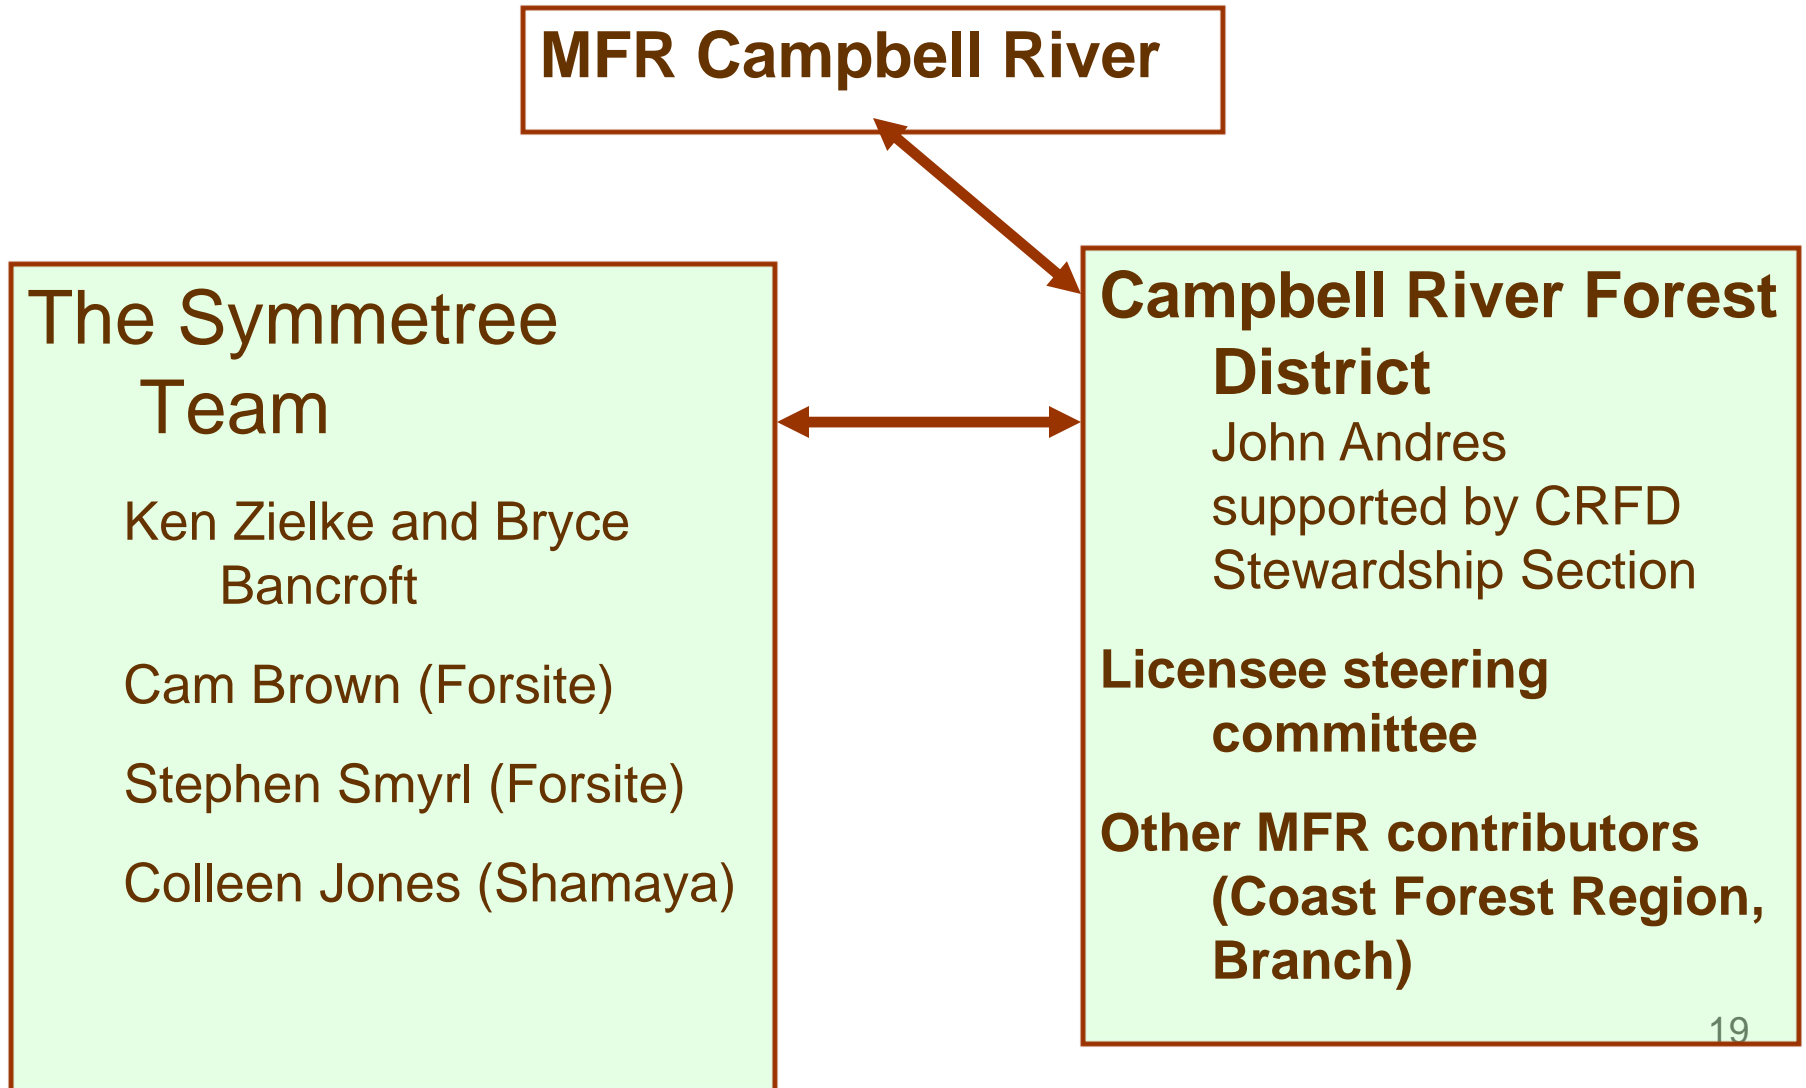 MFR Campbell River
The Symmetree
Team
Ken Zielke and Bryce
Bancroft
Cam Brown (Forsite)
Stephen Smyrl (Forsite)
Colleen Jones (Shamaya)
Campbell River Forest
District
John Andres
supported by CRFD
Stewardship Section
Licensee steering
committee
Other MFR contributors
(Coast Forest Region,
Branch)
19